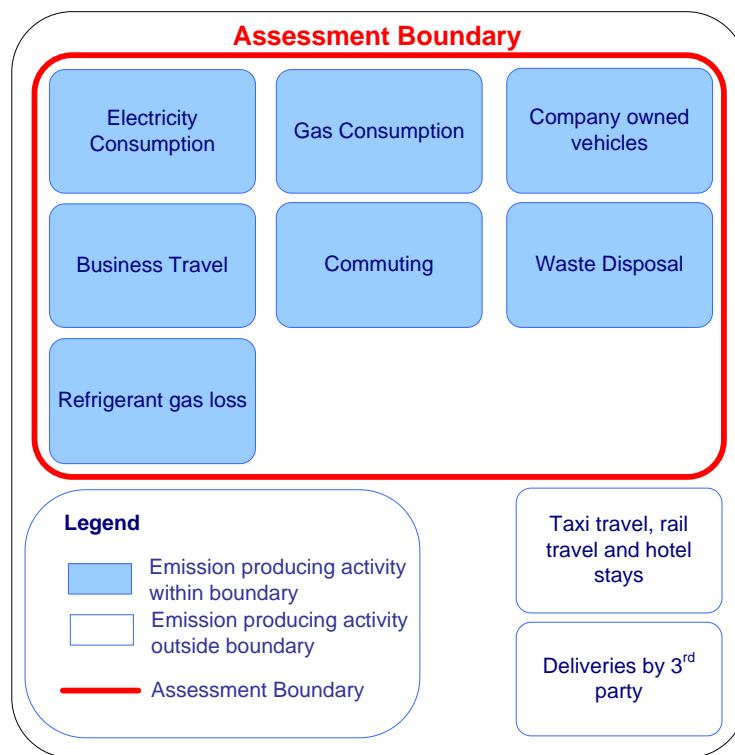 Assessment Boundary
Electricity
Consumption
Gas Consumption
Company owned
vehicles
Business Travel
Commuting
Waste Disposal
Refrigerant gas loss
Legend
Emission producing activity
within boundary
Emission producing activity
outside boundary
Assessment Boundary
Taxi travel, rail
travel and hotel
stays
Deliveries by 3rd
party